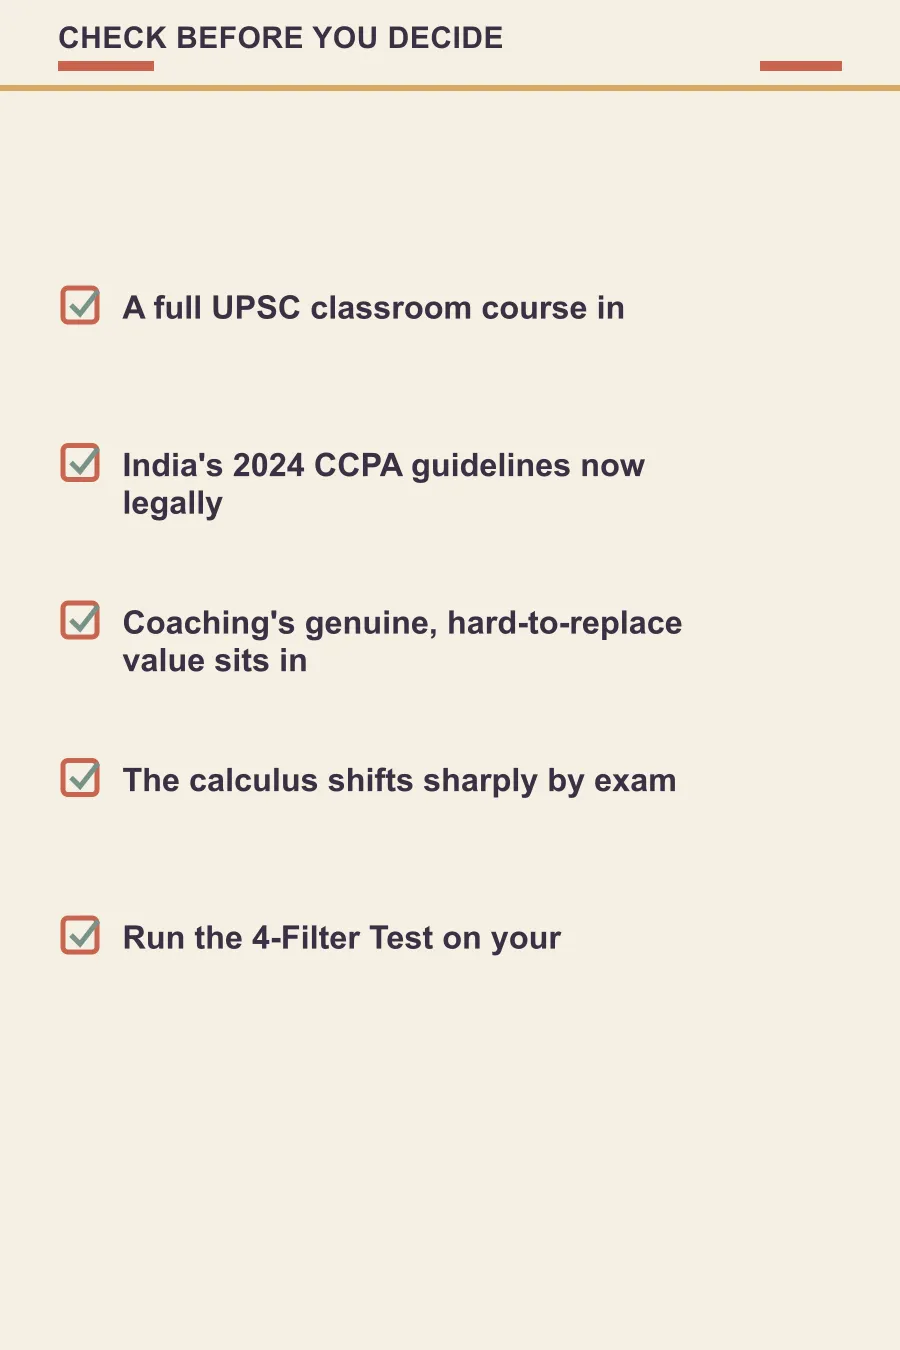 CHECK BEFORE YOU DECIDE
A full UPSC classroom course in
India's 2024 CCPA guidelines now
legally
Coaching's genuine, hard-to-replace
value sits in
The calculus shifts sharply by exam
Run the 4-Filter Test on your